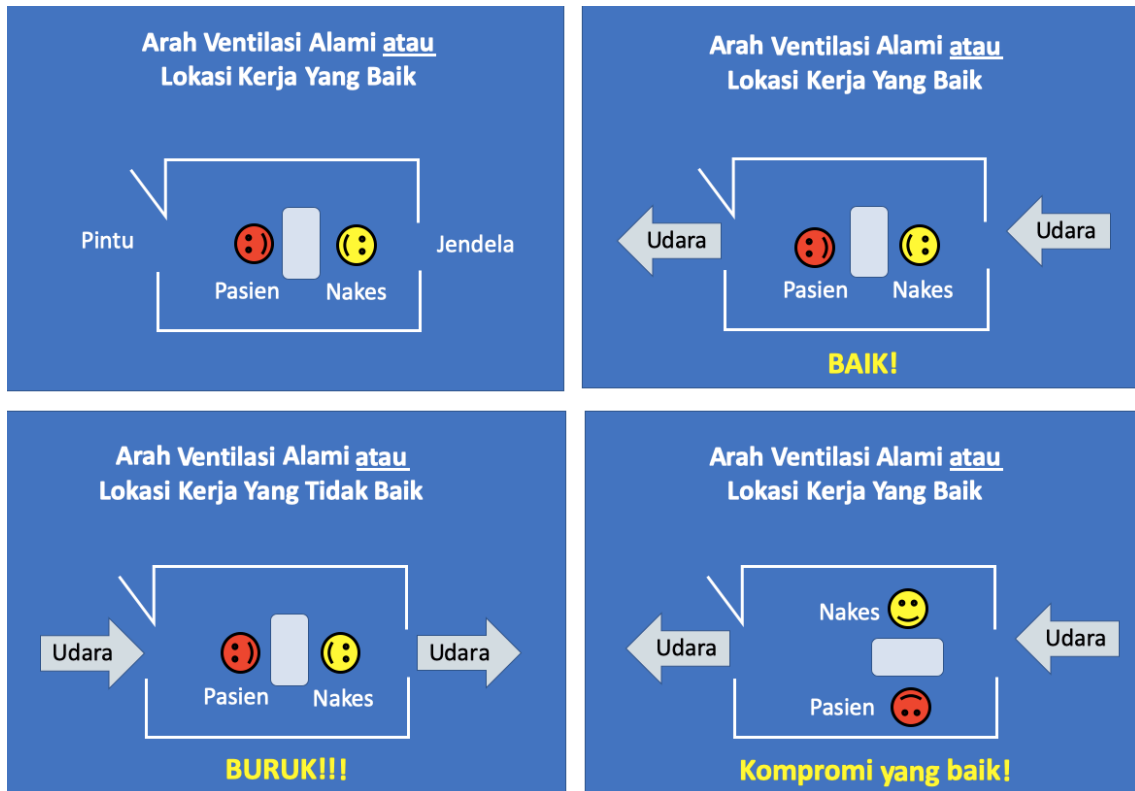 Arah Ventilasi Alami atau
Lokasi Kerja Yang Baik
Pintu
Jendela
Pasien
Nakes
Arah Ventilasi Alami atau
Lokasi Kerja Yang Baik
Udara
Udara
Pasien
Nakes
BAIK!
Arah Ventilasi Alami atau
Lokasi Kerja Yang Tidak Baik
Udara
Udara
Pasien
Nakes
BURUK!!!
Arah Ventilasi Alami atau
Lokasi Kerja Yang Baik
Nakes
Udara
Udara
Pasien
Kompromi yang baik!